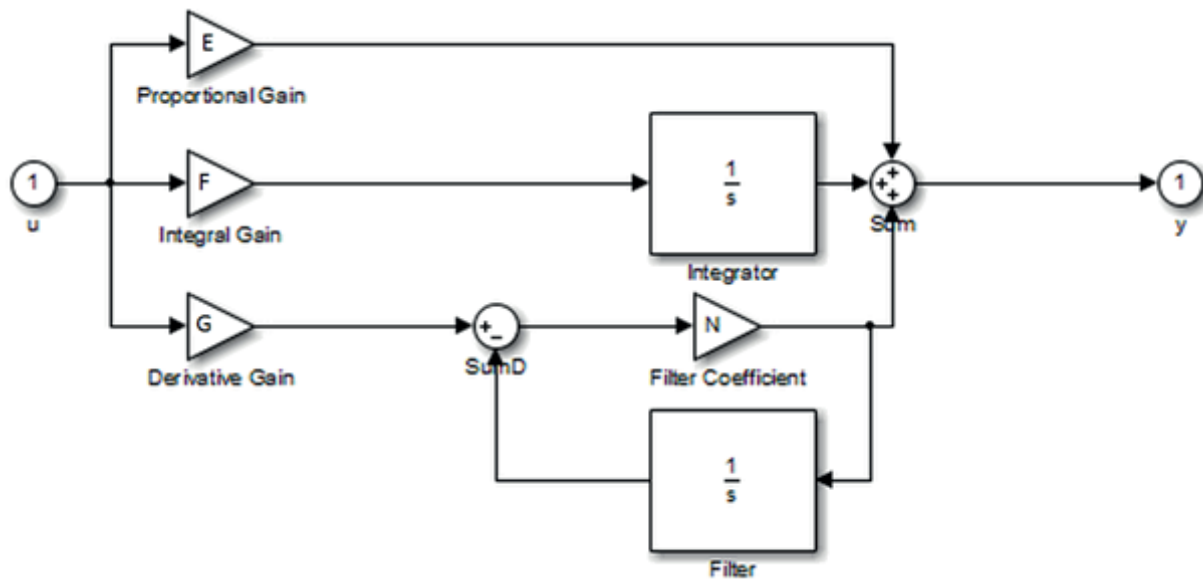 E
Proportional Gain
1
u
F
Integral Gain
1
s
Integrator
+
+
+
Sum
1
y
G
Derivative Gain
+
−
SumD
N
Filter Coefficient
1
s
Filter